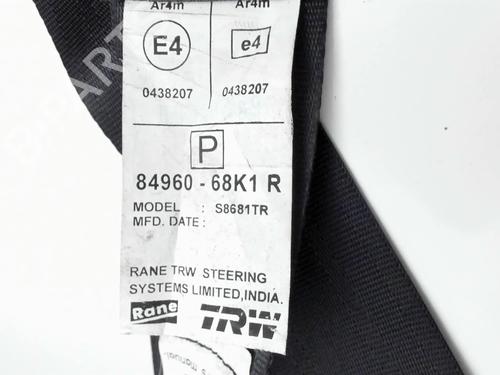 Ar4m Ar4m
E4 e4
0438207 0438207
P
84960 - 68K1 R
MODEL : S8681TR
MFD. DATE :
RANE TRW STEERING
SYSTEMS LIMITED, INDIA.
Rane TRW